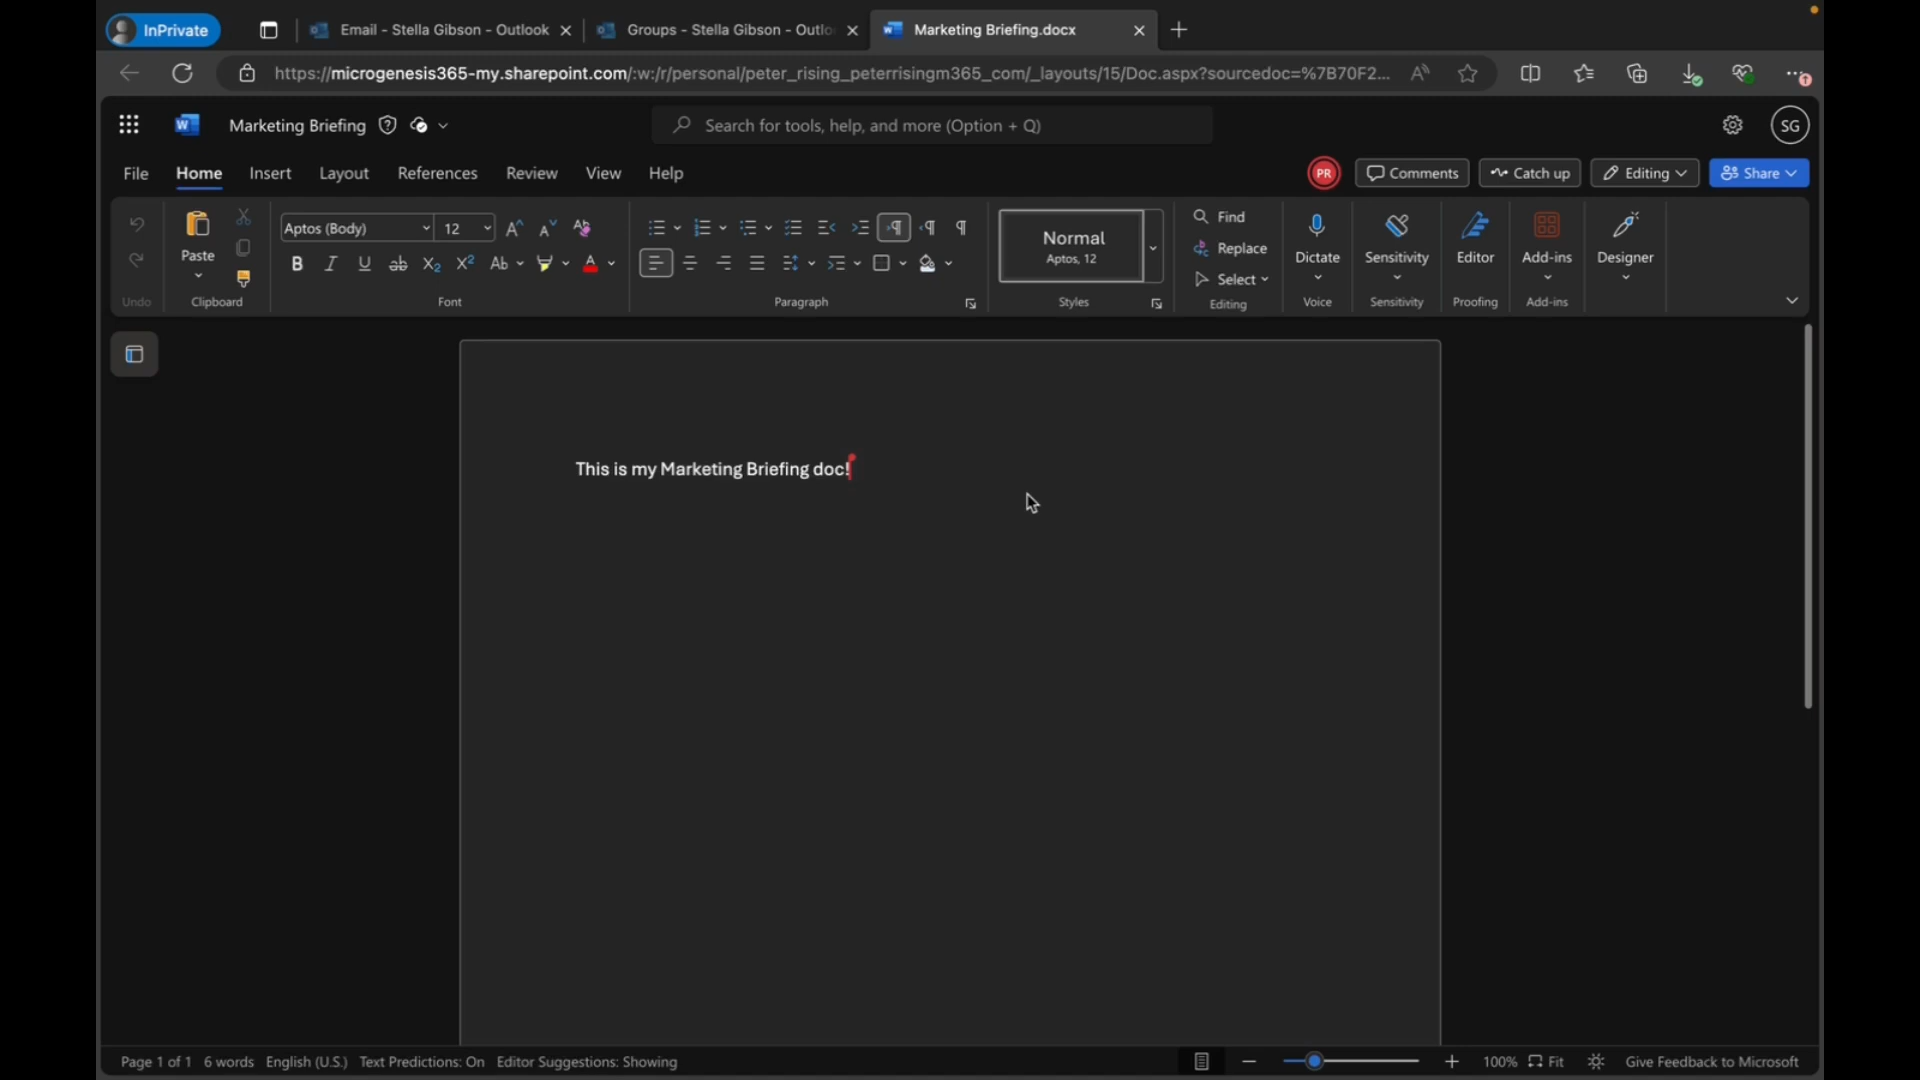 InPrivate
Email - Stella Gibson - Outlook
Groups - Stella Gibson - Outlo
Marketing Briefing.docx
https://microgenesis365-my.sharepoint.com/:w:/r/personal/peter_rising_peterrisingm365_com/_layouts/15/Doc.aspx?sourcedoc=%7B70F2...
Marketing Briefing
Search for tools, help, and more (Option + Q)
SG
File Home Insert Layout References Review View Help
PR Comments Catch up Editing Share
Aptos (Body) 12
Paste
Normal
Aptos, 12
Find
Replace
Select
Dictate
Sensitivity
Editor
Add-ins
Designer
Undo Clipboard Font Paragraph Styles Editing Voice Sensitivity Proofing Add-ins
This is my Marketing Briefing doc!
Page 1 of 1 6 words English (U.S.) Text Predictions: On Editor Suggestions: Showing 100% Fit Give Feedback to Microsoft